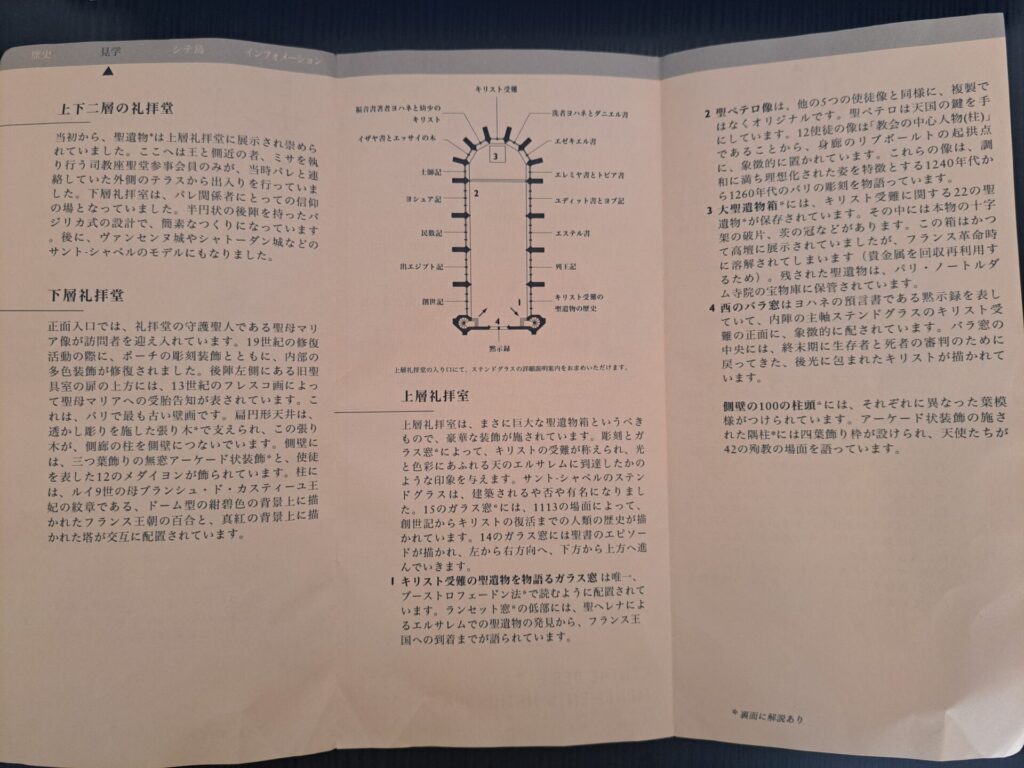 歴史
見学
シテ島
インフォメーション
上下二層の礼拝堂
当初から、聖遺物*は上層礼拝堂に展示され崇めら
れていました。ここへは王と側近の者、ミサを執
り行う司教座聖堂参事会員のみが、当時パレと連
絡していた外側のテラスから出入りを行っていま
した。下層礼拝堂は、パレ関係者にとっての信仰
の場となっていました。半円状の後陣を持ったバ
ジリカ式の設計で、簡素なつくりになっています
。後に、ヴァンセンヌ城やシャトーダン城などの
サント・シャペルのモデルにもなりました。
下層礼拝堂
正面入口では、礼拝堂の守護聖人である聖母マリ
ア像が訪問者を迎え入れています。19世紀の修復
活動の際に、ポーチの彫刻装飾とともに、内部の
多色装飾が修復されました。後陣左側にある旧聖
具室の扉の上方には、13世紀のフレスコ画によっ
て聖母マリアへの受胎告知が表されています。こ
れは、パリで最も古い壁画です。扁円形天井は、
透かし彫りを施した張り木*で支えられ、この張り
木が、側廊の柱を側壁につないでいます。側壁に
は、三つ葉飾りの無窓アーケード状装飾*と、使徒
を表した12のメダイヨンが飾られています。柱に
は、ルイ9世の母ブランシュ・ド・カスティーユ王
妃の紋章である、ドーム型の紺碧色の背景上に描
かれたフランス王朝の百合と、真紅の背景上に描
かれた塔が交互に配置されています。
キリスト受難
福音書著者ヨハネと幼少の
キリスト
洗者ヨハネとダニエル書
イザヤ書とエッサイの木
エゼキエル書
3
士師記
エレミヤ書とトビア書
2
ヨシュア記
ユディット書とヨブ記
民数記
エステル書
出エジプト記
列王記
創世記
1
キリスト受難の
聖遺物の歴史
4
黙示録
上層礼拝堂の入り口にて、ステンドグラスの詳細説明案内をお求めいただけます。
上層礼拝室
上層礼拝室は、まさに巨大な聖遺物箱というべき
もので、豪華な装飾が施されています。彫刻とガ
ラス窓*によって、キリストの受難が称えられ、光
と色彩にあふれる天のエルサレムに到達したかの
ような印象を与えます。サント‐シャペルのステン
ドグラスは、建築されるや否や有名になりまし
た。15のガラス窓*には、1113の場面によって、
創世記からキリストの復活までの人類の歴史が描
かれています。14のガラス窓には聖書のエピソー
ドが描かれ、左から右方向へ、下方から上方へ進
んでいきます。
1 キリスト受難の聖遺物を物語るガラス窓 は唯一、
ブーストロフェードン法*で読むように配置されて
います。ランセット窓*の低部には、聖ヘレナによ
るエルサレムでの聖遺物の発見から、フランス王
国への到着までが語られています。
2 聖ペテロ像は、他の5つの使徒像と同様に、複製で
はなくオリジナルです。聖ペテロは天国の鍵を手
にしています。12使徒の像は「教会の中心人物(柱)」
であることから、身廊のリブボールトの起拱点
に、象徴的に置かれています。これらの像は、調
和に満ち理想化された姿を特徴とする1240年代か
ら1260年代のパリの彫刻を物語っています。
3 大聖遺物箱*には、キリスト受難に関する22の聖
遺物*が保存されています。その中には本物の十字
架の破片、茨の冠などがあります。この箱はかつ
て高壇に展示されていましたが、フランス革命時
に溶解されてしまいます（貴金属を回収再利用す
るため）。残された聖遺物は、パリ・ノートルダ
ム寺院の宝物庫に保管されています。
4 西のバラ窓はヨハネの預言書である黙示録を表し
ていて、内陣の主軸ステンドグラスのキリスト受
難の正面に、象徴的に配されています。バラ窓の
中央には、終末期に生存者と死者の審判のために
戻ってきた、後光に包まれたキリストが描かれて
います。
側壁の100の柱頭*には、それぞれに異なった葉模
様がつけられています。アーケード状装飾の施さ
れた隅柱*には四葉飾り枠が設けられ、天使たちが
42の殉教の場面を語っています。
*裏面に解説あり